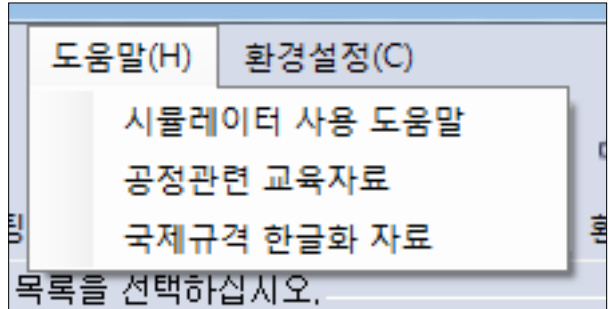 도움말(H) 환경설정(C)
시뮬레이터 사용 도움말
공정관련 교육자료
국제규격 한글화 자료
목록을 선택하십시오.